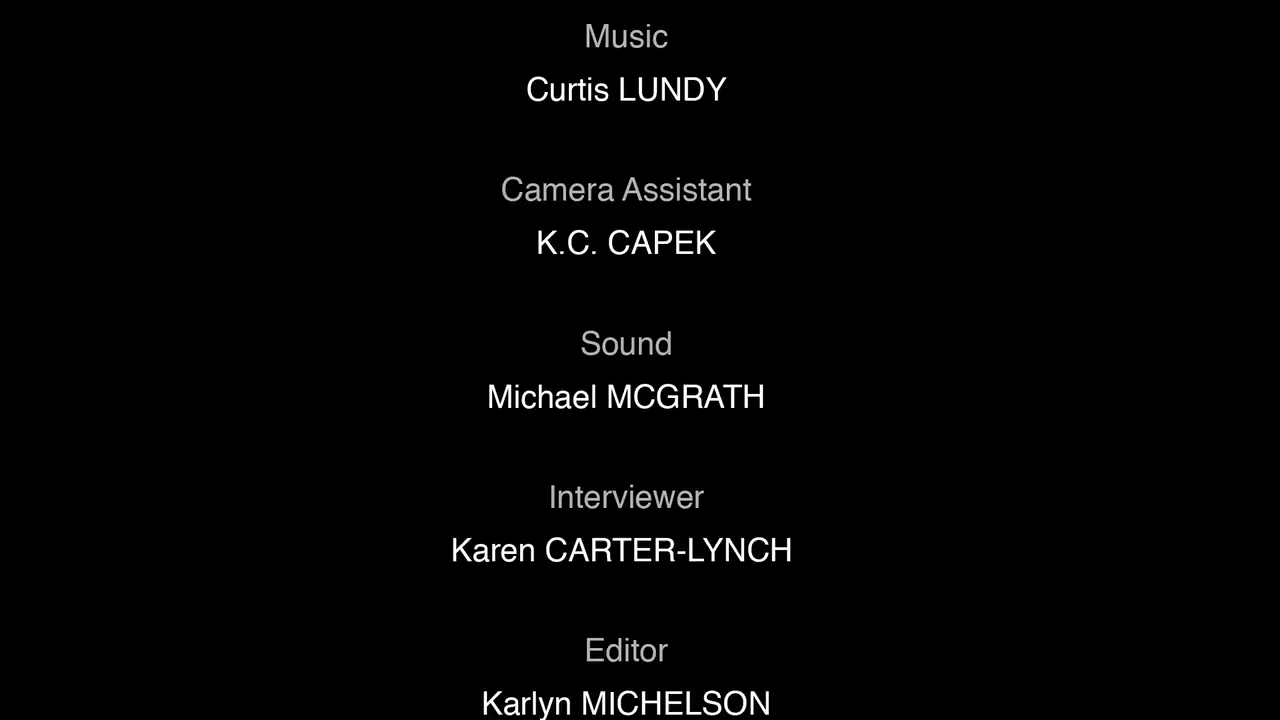 Music
Curtis LUNDY
Camera Assistant
K.C. CAPEK
Sound
Michael MCGRATH
Interviewer
Karen CARTER-LYNCH
Editor
Karlyn MICHELSON